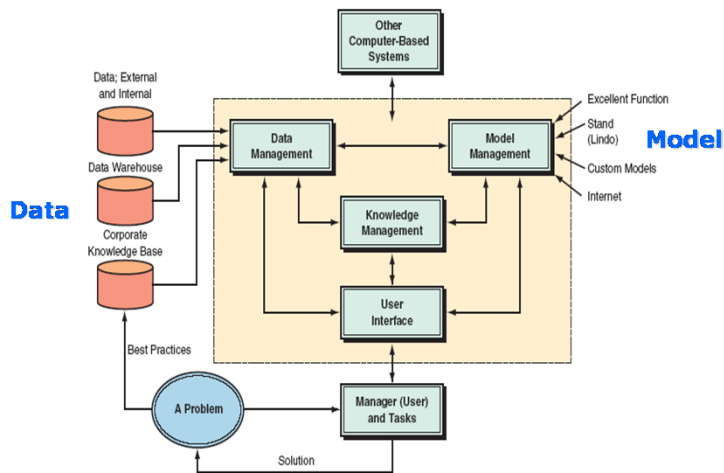 Other
Computer-Based
Systems
Data; External
and Internal
Data Warehouse
Corporate
Knowledge Base
Data
Data
Management
Model
Management
Excellent Function
Stand
(Lindo)
Custom Models
Internet
Model
Knowledge
Management
User
Interface
Best Practices
A Problem
Manager (User)
and Tasks
Solution